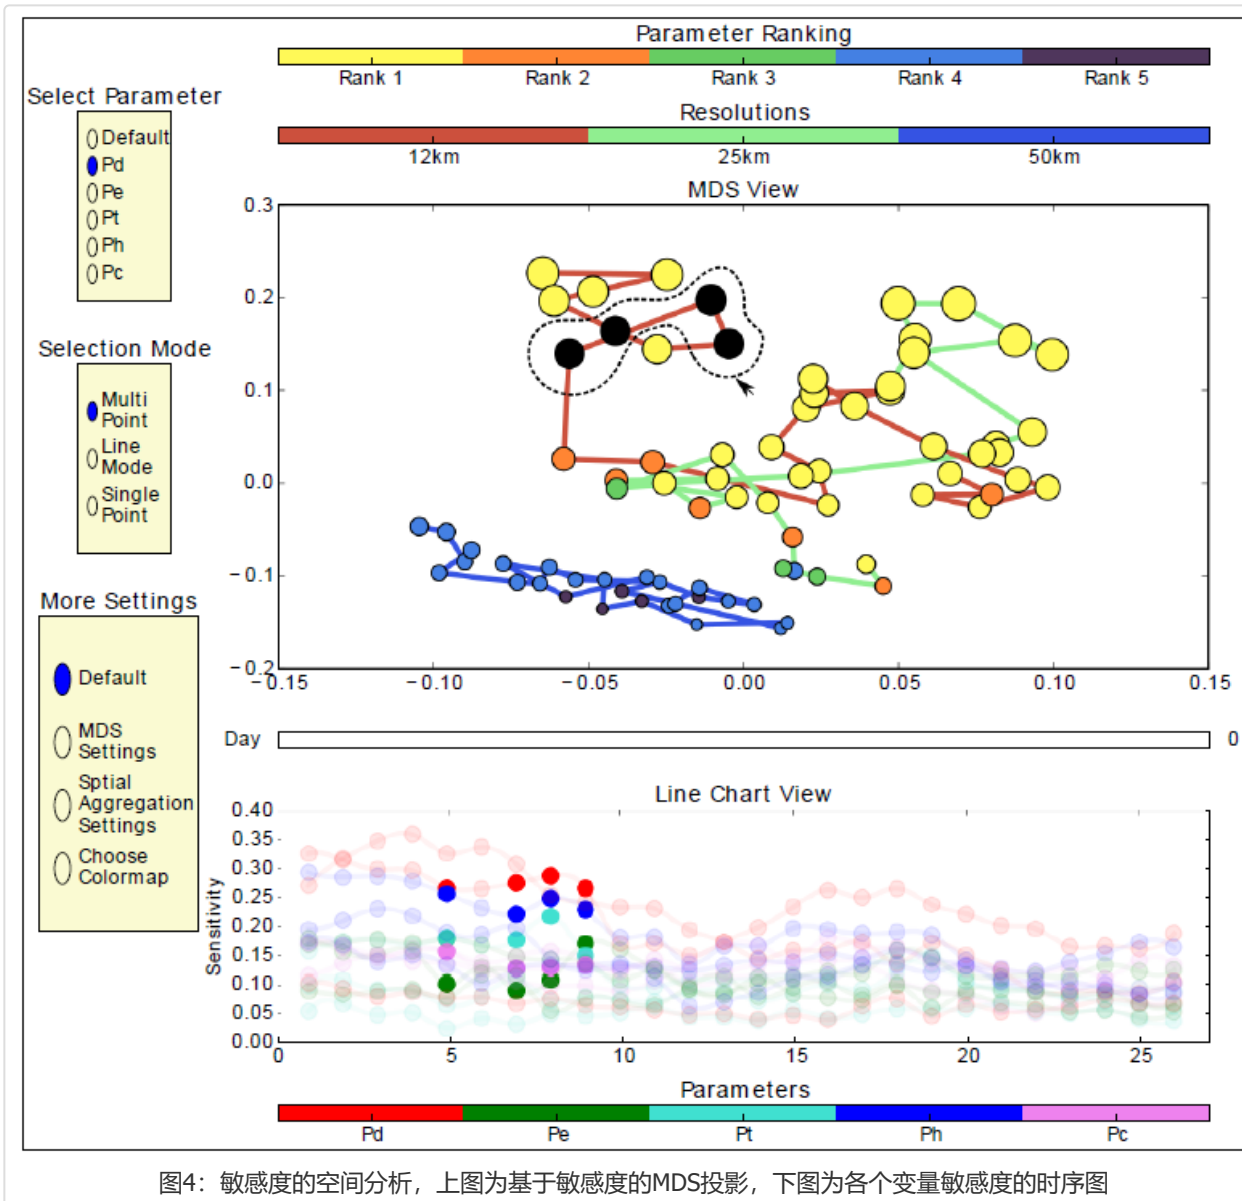 Parameter Ranking
Rank 1 Rank 2 Rank 3 Rank 4 Rank 5
Resolutions
12km 25km 50km
Select Parameter
Default
Pd
Pe
Pt
Ph
Pc
Selection Mode
Multi
Point
Line
Mode
Single
Point
More Settings
Default
MDS
Settings
Sptial
Aggregation
Settings
Choose
Colormap
MDS View
0.3
0.2
0.1
0.0
−0.1
−0.2
−0.15 −0.10 −0.05 0.00 0.05 0.10 0.15
Day 0
Line Chart View
Sensitivity
0.40
0.35
0.30
0.25
0.20
0.15
0.10
0.05
0.00
0 5 10 15 20 25
Parameters
Pd Pe Pt Ph Pc
图4：敏感度的空间分析，上图为基于敏感度的MDS投影，下图为各个变量敏感度的时序图